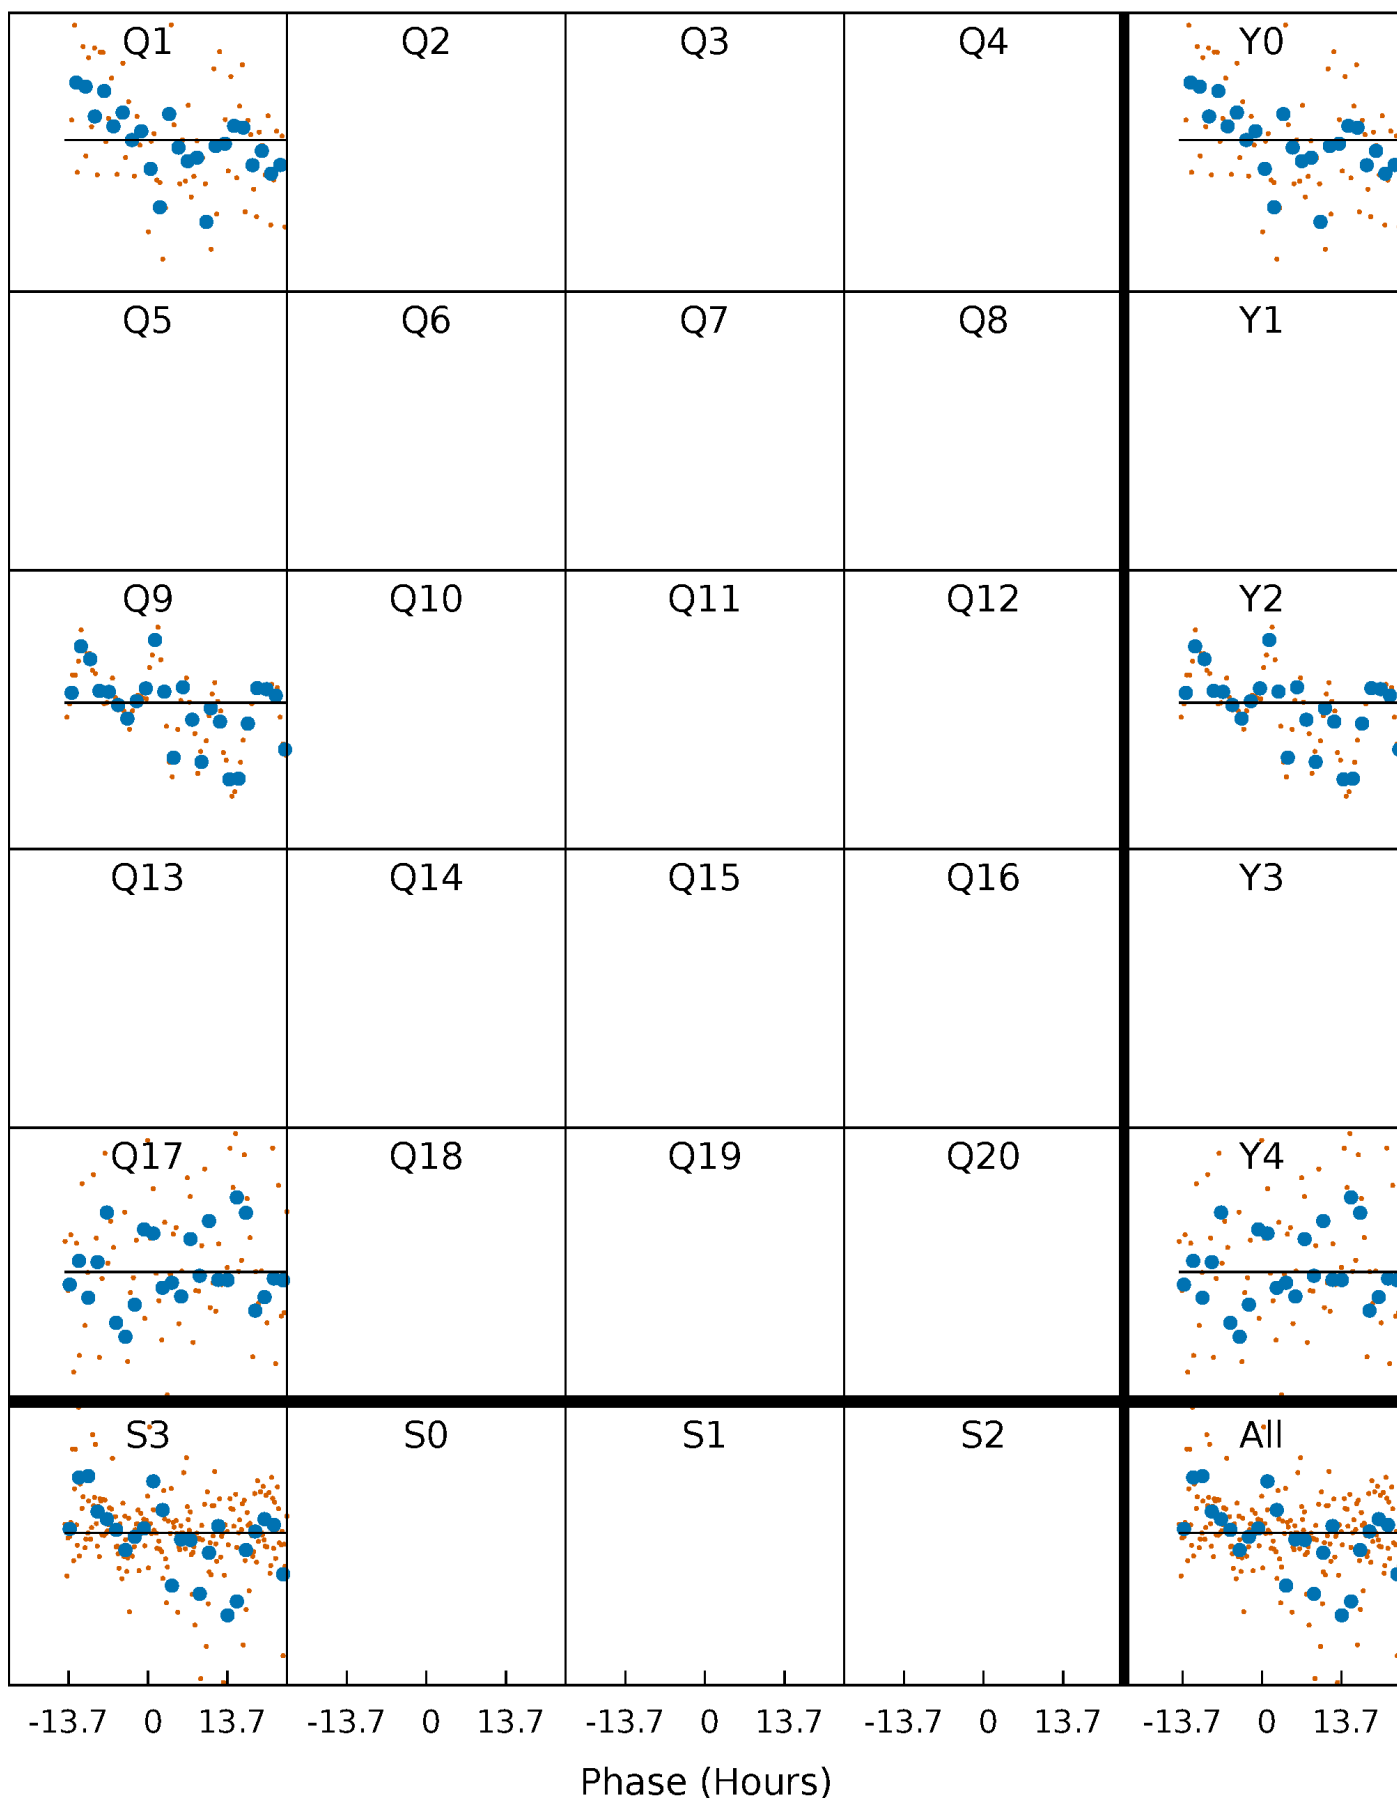 Q1 Q2 Q3 Q4 Y0
Q5 Q6 Q7 Q8 Y1
Q9 Q10 Q11 Q12 Y2
Q13 Q14 Q15 Q16 Y3
Q17 Q18 Q19 Q20 Y4
S3 S0 S1 S2 All
-13.7 0 13.7 -13.7 0 13.7 -13.7 0 13.7 -13.7 0 13.7 -13.7 0 13.7
Phase (Hours)